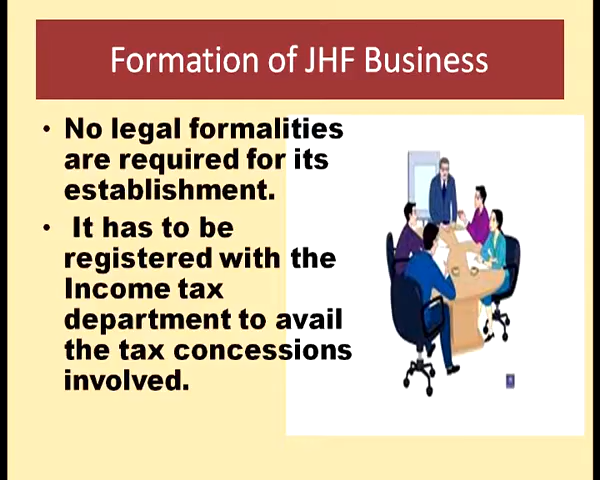 Formation of JHF Business
• No legal formalities
are required for its
establishment.
• It has to be
registered with the
Income tax
department to avail
the tax concessions
involved.